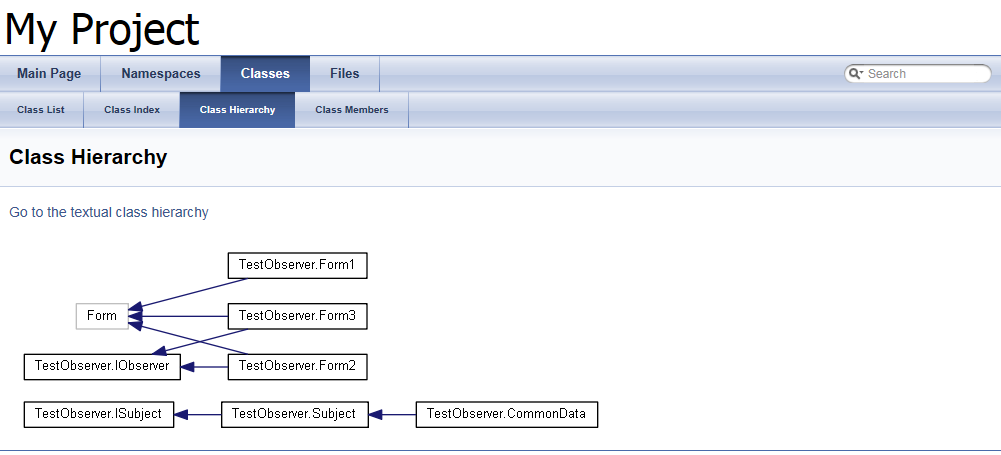 My Project
Main Page Namespaces Classes Files Search
Class List Class Index Class Hierarchy Class Members
Class Hierarchy
Go to the textual class hierarchy
TestObserver.Form1
Form TestObserver.Form3
TestObserver.IObserver TestObserver.Form2
TestObserver.ISubject TestObserver.Subject TestObserver.CommonData